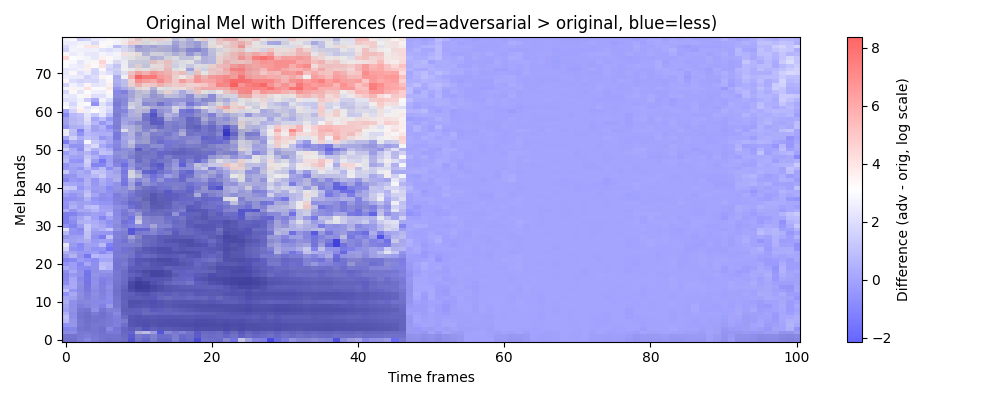 Original Mel with Differences (red=adversarial > original, blue=less)
70
60
50
40
30
20
10
0
Mel bands
0 20 40 60 80 100
Time frames
8
6
4
2
0
−2
Difference (adv - orig, log scale)